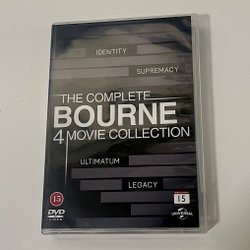 IDENTITY
SUPREMACY
THE COMPLETE
BOURNE
4 MOVIE COLLECTION
ULTIMATUM
LEGACY
15
15
DVD
UNIVERSAL